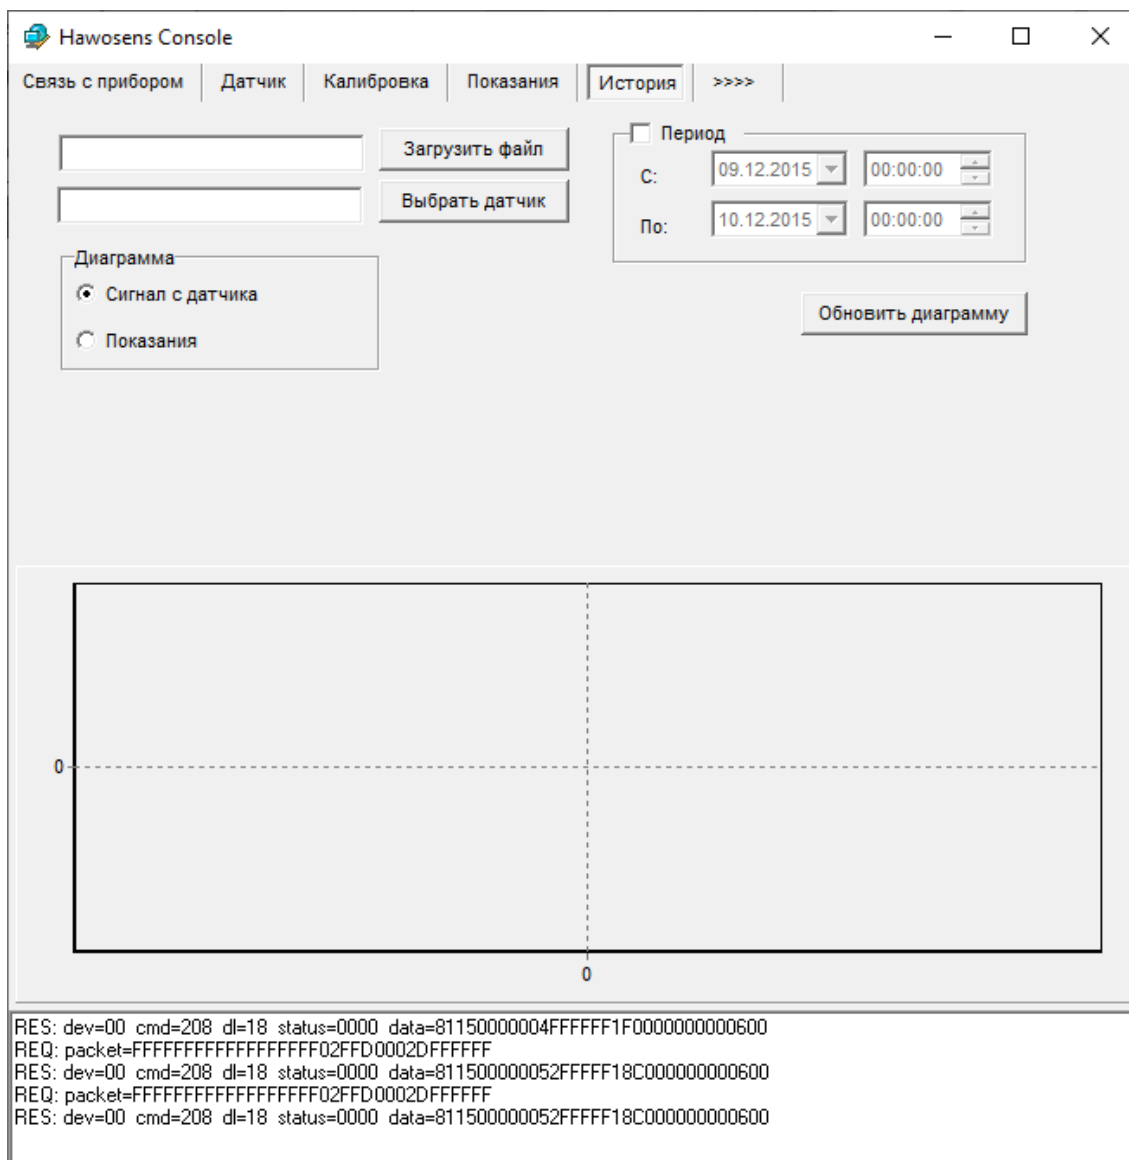 Hawosens Console
Связь с прибором Датчик Калибровка Показания История >>>>
Загрузить файл
Выбрать датчик
Период
С: 09.12.2015 00:00:00
По: 10.12.2015 00:00:00
Диаграмма
Сигнал с датчика
Показания
Обновить диаграмму
0
0
RES: dev=00 cmd=208 dl=18 status=0000 data=81150000004FFFFFF1F0000000000600
REQ: packet=FFFFFFFFFFFFFFFFFFFF02FFD0002DFFFFFF
RES: dev=00 cmd=208 dl=18 status=0000 data=811500000052FFFFF18C000000000600
REQ: packet=FFFFFFFFFFFFFFFFFFFF02FFD0002DFFFFFF
RES: dev=00 cmd=208 dl=18 status=0000 data=811500000052FFFFF18C000000000600